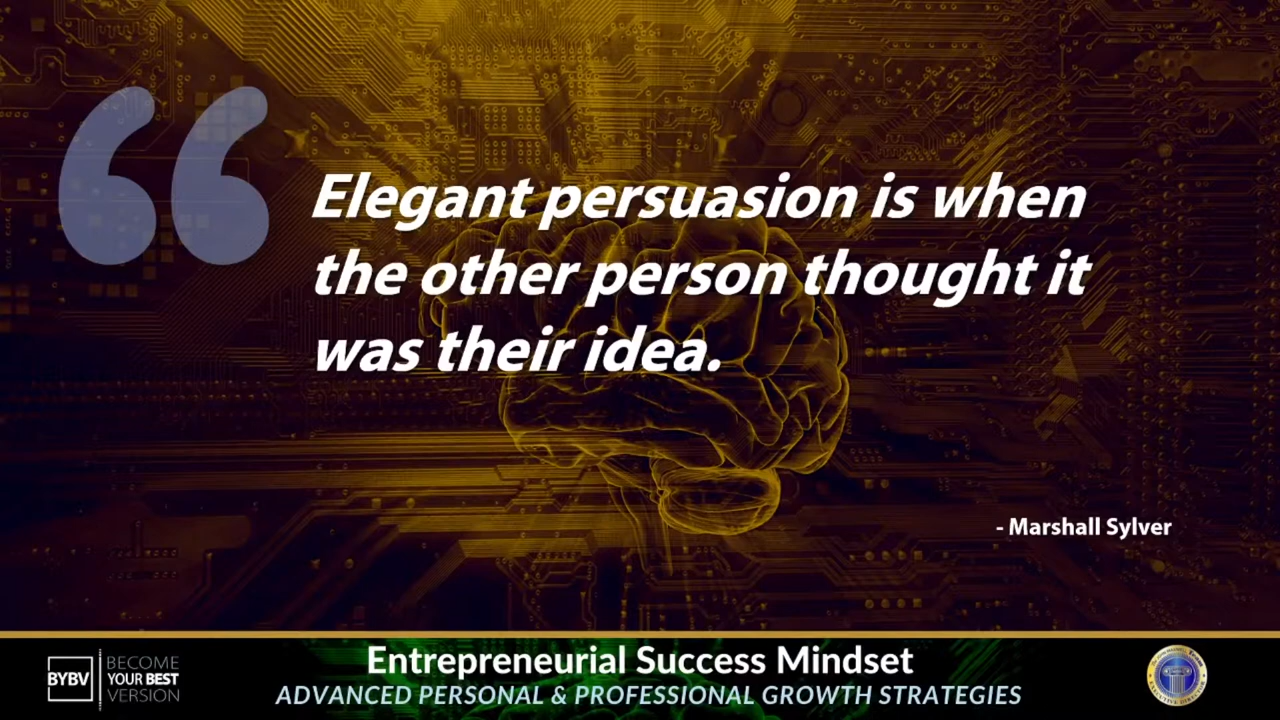 Elegant persuasion is when
the other person thought it
was their idea.
- Marshall Sylver
Entrepreneurial Success Mindset
ADVANCED PERSONAL & PROFESSIONAL GROWTH STRATEGIES
BYBV
BECOME
YOUR BEST
VERSION